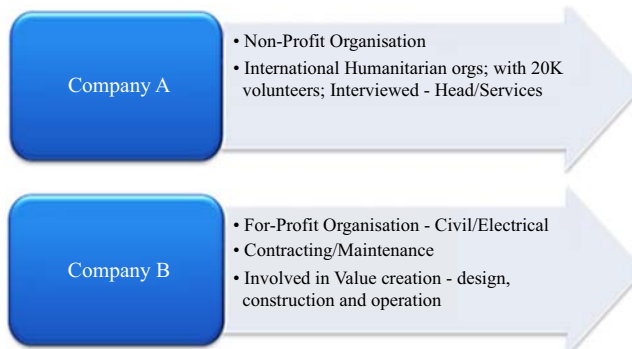 Company A
• Non-Profit Organisation
• International Humanitarian orgs; with 20K
volunteers; Interviewed - Head/Services
Company B
• For-Profit Organisation - Civil/Electrical
• Contracting/Maintenance
• Involved in Value creation - design,
construction and operation